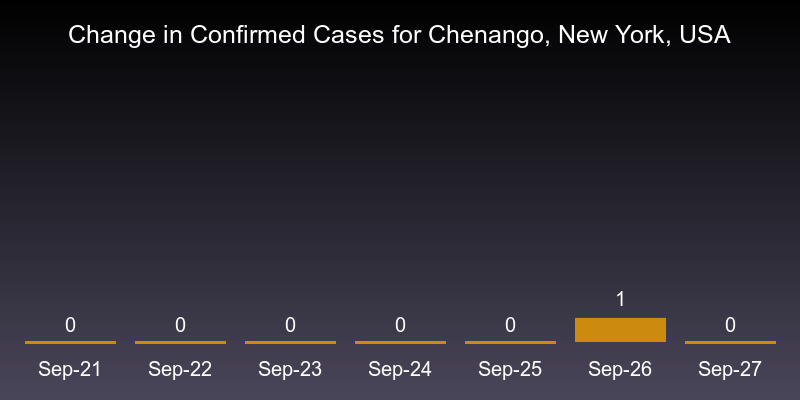 Change in Confirmed Cases for Chenango, New York, USA
0 0 0 0 0 1 0
Sep-21 Sep-22 Sep-23 Sep-24 Sep-25 Sep-26 Sep-27